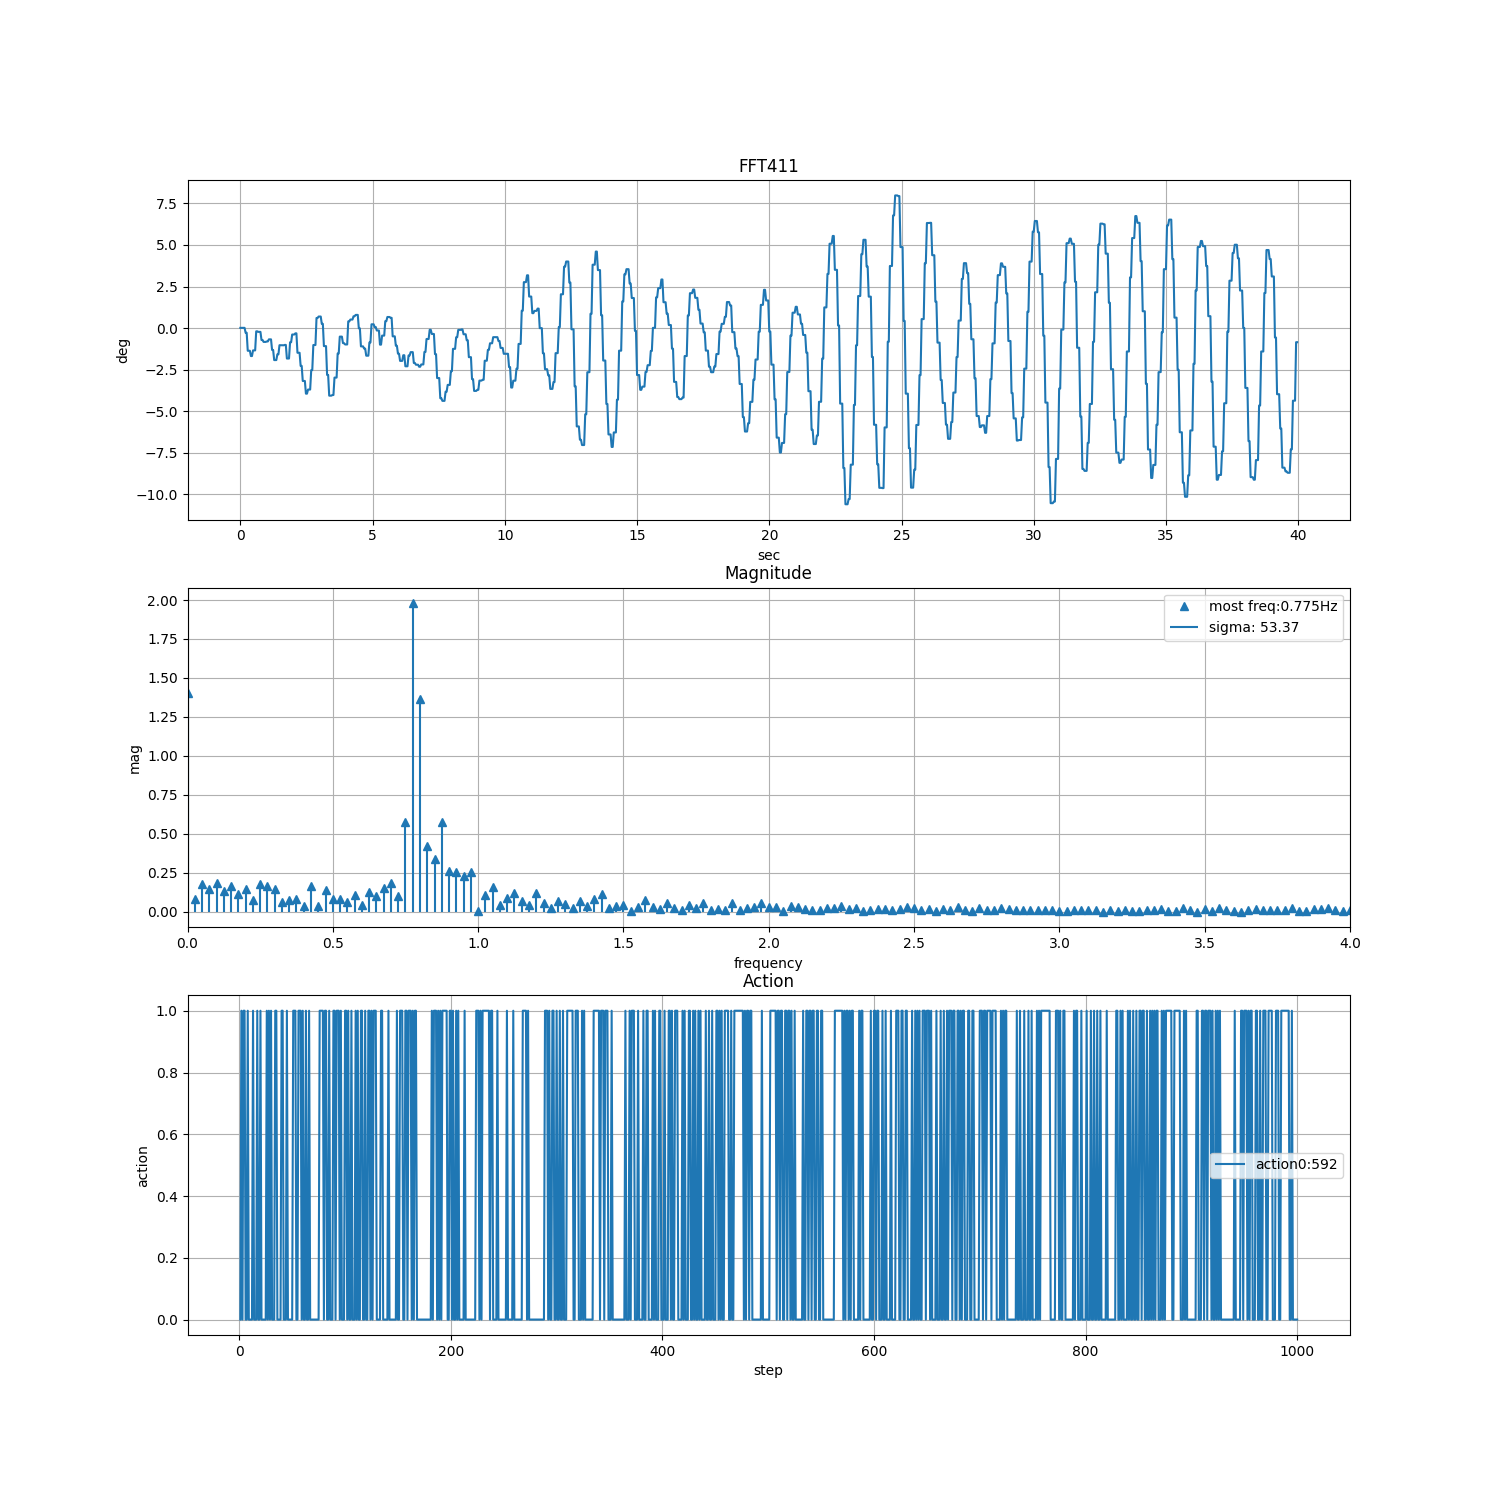 FFT411
7.5
5.0
2.5
0.0
−2.5
−5.0
−7.5
−10.0
deg
0 5 10 15 20 25 30 35 40
sec
Magnitude
2.00
1.75
1.50
1.25
1.00
0.75
0.50
0.25
0.00
mag
most freq:0.775Hz
sigma: 53.37
0.0 0.5 1.0 1.5 2.0 2.5 3.0 3.5 4.0
frequency
Action
1.0
0.8
0.6
0.4
0.2
0.0
action
action0:592
0 200 400 600 800 1000
step